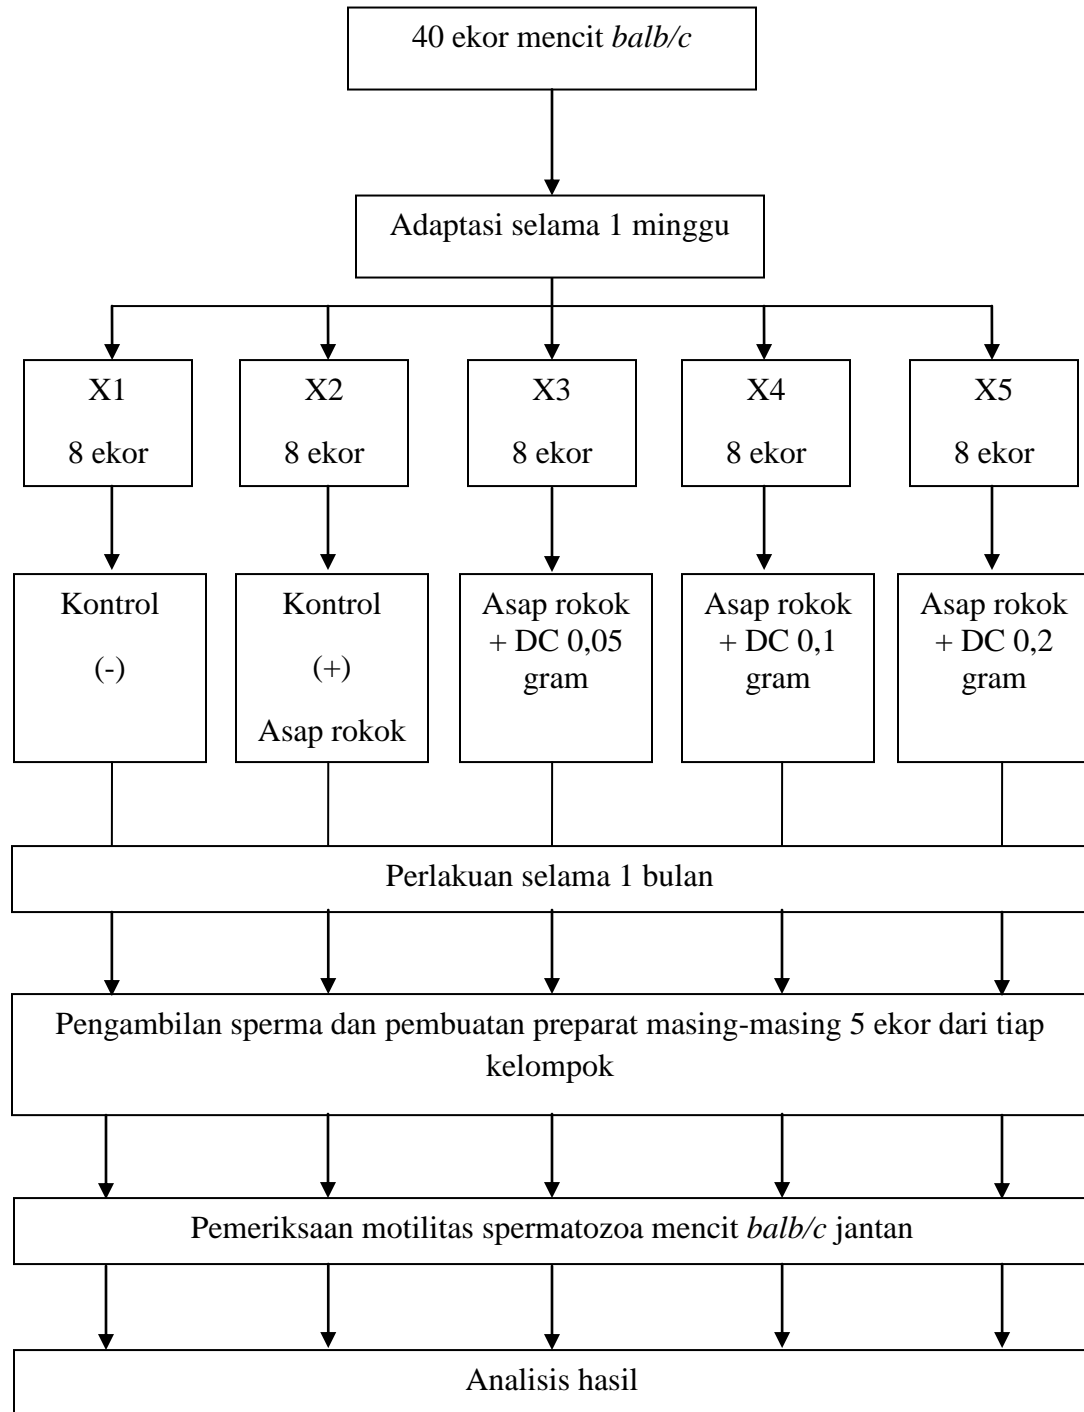 40 ekor mencit balb/c
Adaptasi selama 1 minggu
X1
8 ekor
X2
8 ekor
X3
8 ekor
X4
8 ekor
X5
8 ekor
Kontrol
(-)
Kontrol
(+)
Asap rokok
Asap rokok
+ DC 0,05
gram
Asap rokok
+ DC 0,1
gram
Asap rokok
+ DC 0,2
gram
Perlakuan selama 1 bulan
Pengambilan sperma dan pembuatan preparat masing-masing 5 ekor dari tiap
kelompok
Pemeriksaan motilitas spermatozoa mencit balb/c jantan
Analisis hasil